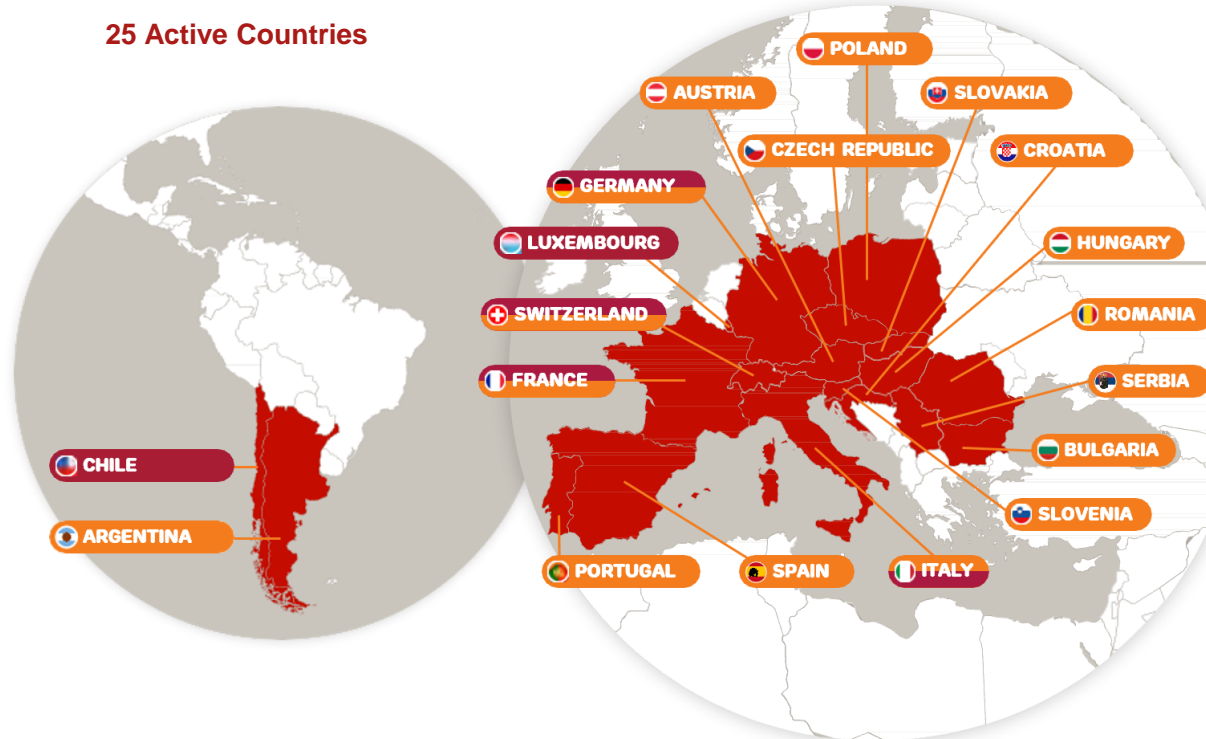 25 Active Countries
POLAND
AUSTRIA
SLOVAKIA
CZECH REPUBLIC
CROATIA
GERMANY
LUXEMBOURG
HUNGARY
SWITZERLAND
ROMANIA
FRANCE
SERBIA
BULGARIA
CHILE
SLOVENIA
ARGENTINA
PORTUGAL
SPAIN
ITALY